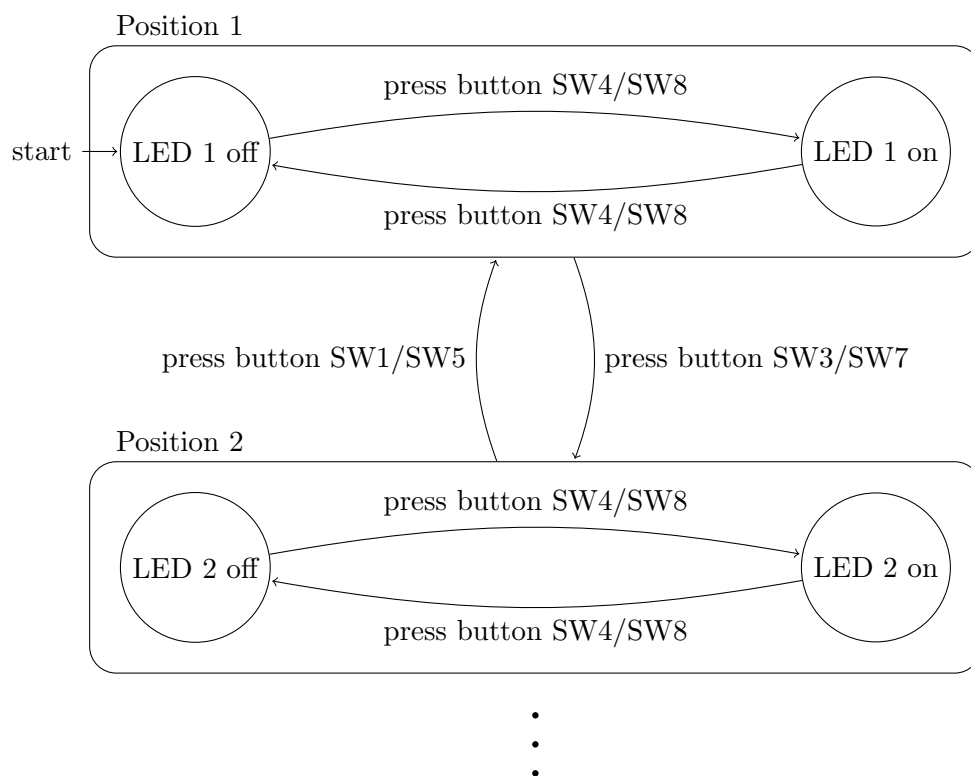 Position 1
press button SW4/SW8
start
LED 1 off
LED 1 on
press button SW4/SW8
press button SW1/SW5
press button SW3/SW7
Position 2
press button SW4/SW8
LED 2 off
LED 2 on
press button SW4/SW8